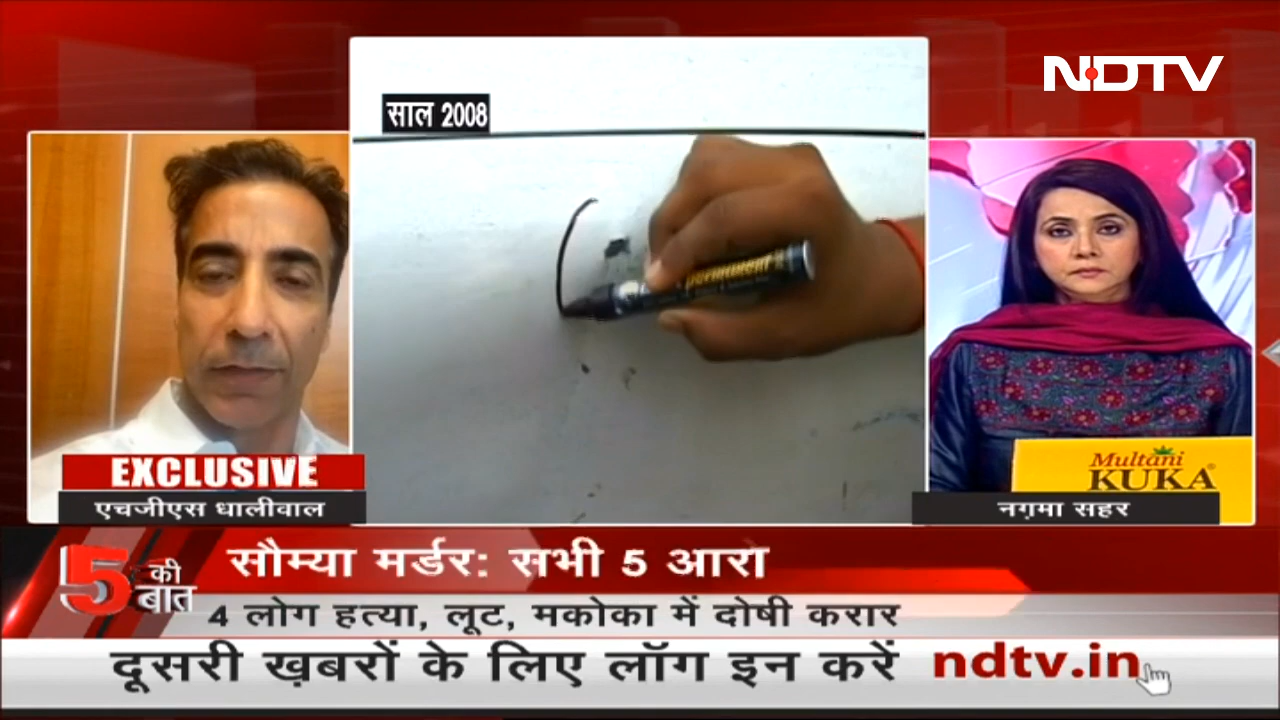 NDTV
साल 2008
permanent
EXCLUSIVE
एचजीएस धालीवाल
Multani
KUKA
नग़मा सहर
5 की बात
सौम्या मर्डर: सभी 5 आरा
4 लोग हत्या, लूट, मकोका में दोषी करार
दूसरी ख़बरों के लिए लॉग इन करें ndtv.in